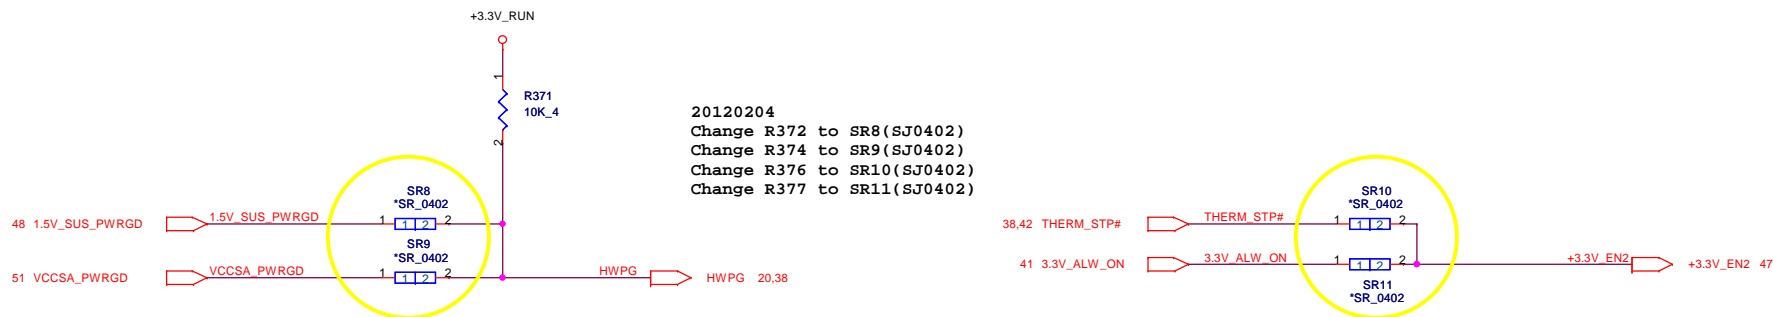 +3.3V_RUN
1
R371
10K_4
2
20120204
Change R372 to SR8(SJ0402)
Change R374 to SR9(SJ0402)
Change R376 to SR10(SJ0402)
Change R377 to SR11(SJ0402)
SR8
*SR_0402
48 1.5V_SUS_PWRGD 1.5V_SUS_PWRGD 1 1 2 2
SR9
*SR_0402
51 VCCSA_PWRGD VCCSA_PWRGD 1 1 2 2 HWPG HWPG 20,38
SR10
*SR_0402
38,42 THERM_STP# THERM_STP# 1 1 2 2
41 3.3V_ALW_ON 3.3V_ALW_ON 1 1 2 2 +3.3V_EN2 +3.3V_EN2 47
SR11
*SR_0402